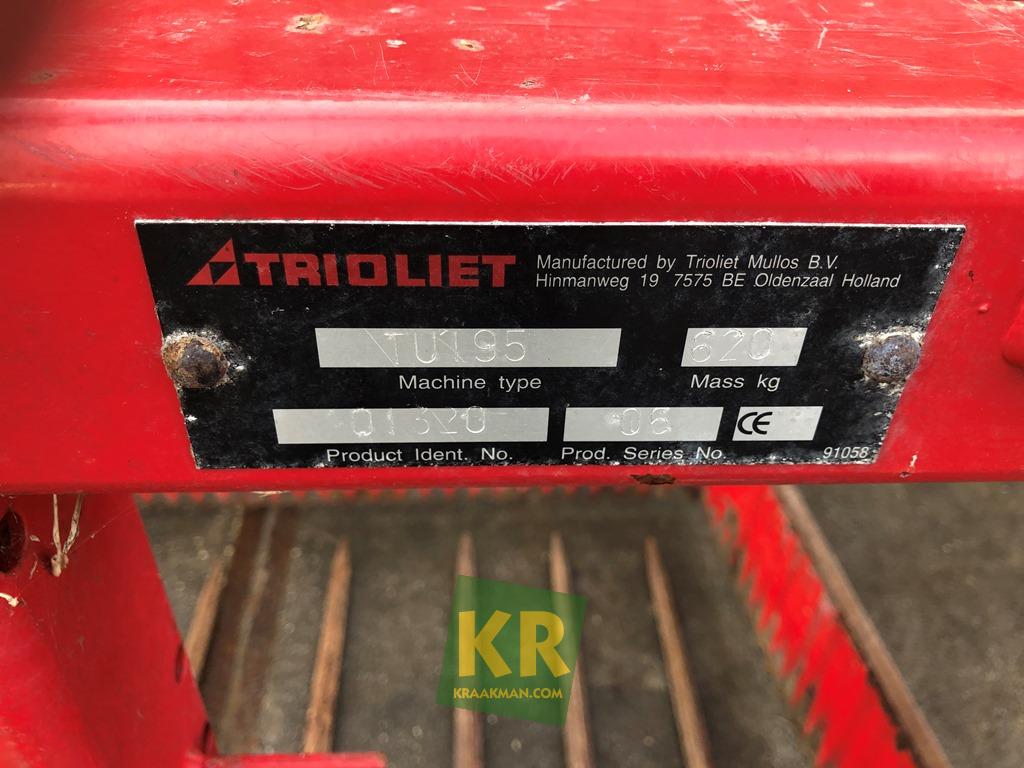 TRIOLIET
Manufactured by Trioliet Mullos B.V.
Hinmanweg 19 7575 BE Oldenzaal Holland
TU195
620
Machine type
Mass kg
01320
06
CE
Product Ident. No.
Prod. Series No
91058
KR
KRAAKMAN.COM